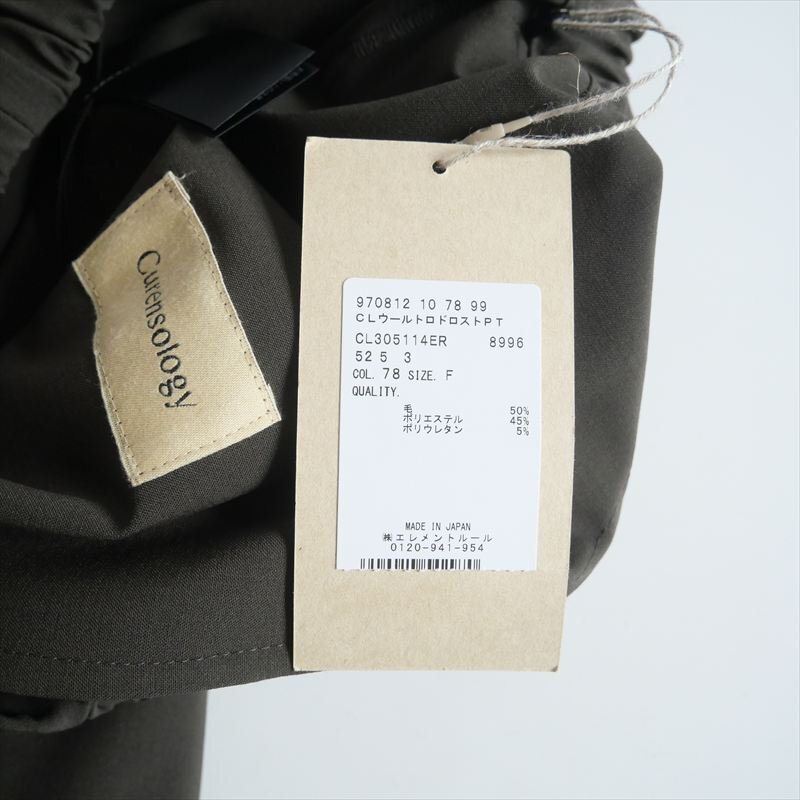 Curensology
970812 10 78 99
CLウールトロドロストPT
CL305114ER 8996
52 5 3
COL. 78 SIZE. F
QUALITY.
毛 50%
ポリエステル 45%
ポリウレタン 5%
MADE IN JAPAN
㈱エレメントルール
0120-941-954